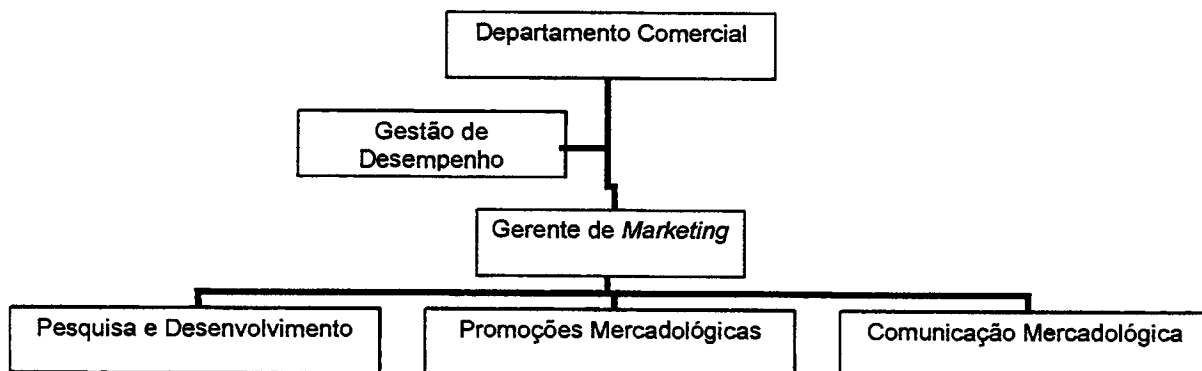 Departamento Comercial
Gestão de
Desempenho
Gerente de Marketing
Pesquisa e Desenvolvimento
Promoções Mercadológicas
Comunicação Mercadológica